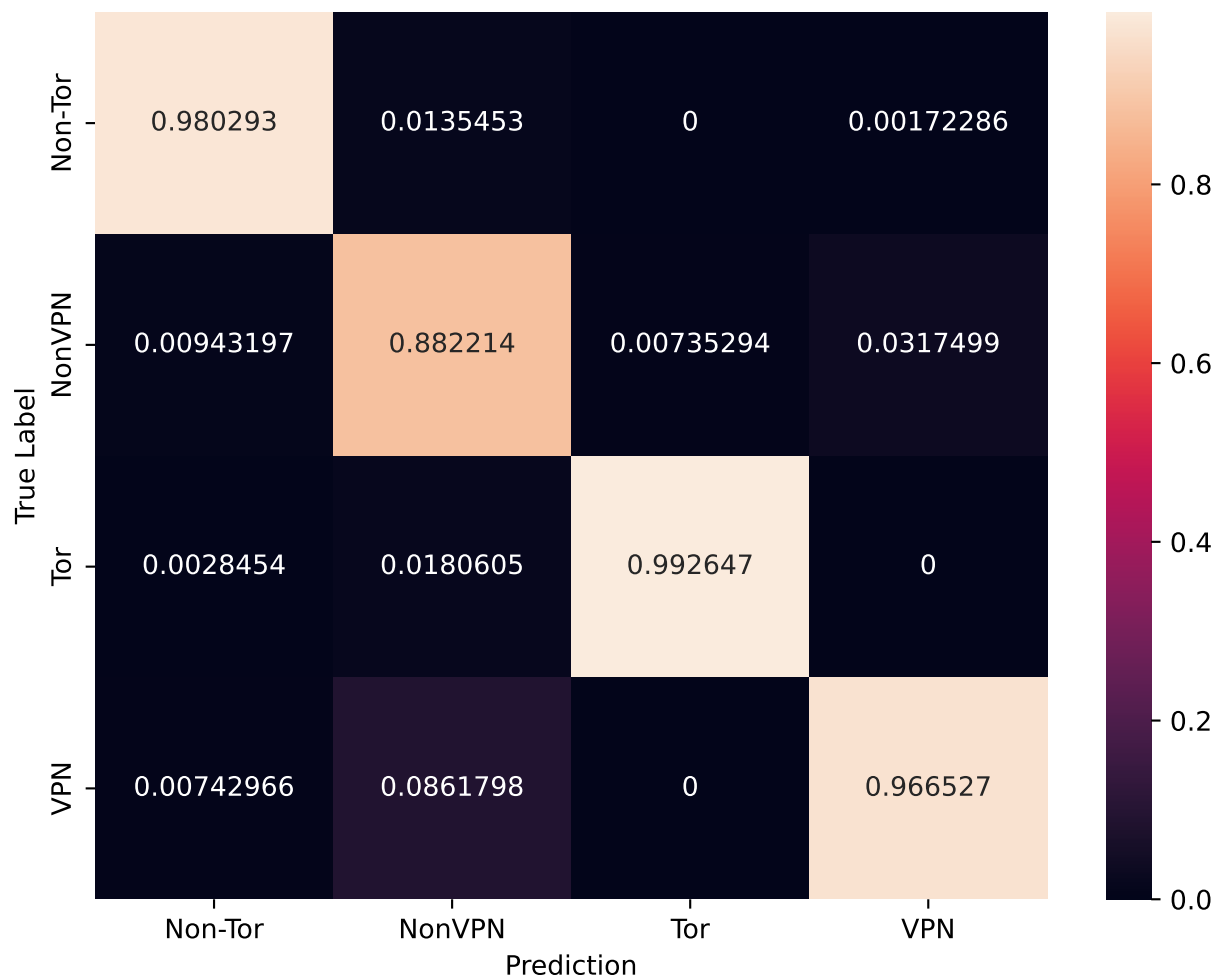 Non-Tor 0.980293 0.0135453 0 0.00172286
0.8
NonVPN 0.00943197 0.882214 0.00735294 0.0317499
0.6
True Label
0.4
Tor 0.0028454 0.0180605 0.992647 0
0.2
VPN 0.00742966 0.0861798 0 0.966527
0.0
Non-Tor NonVPN Tor VPN
Prediction